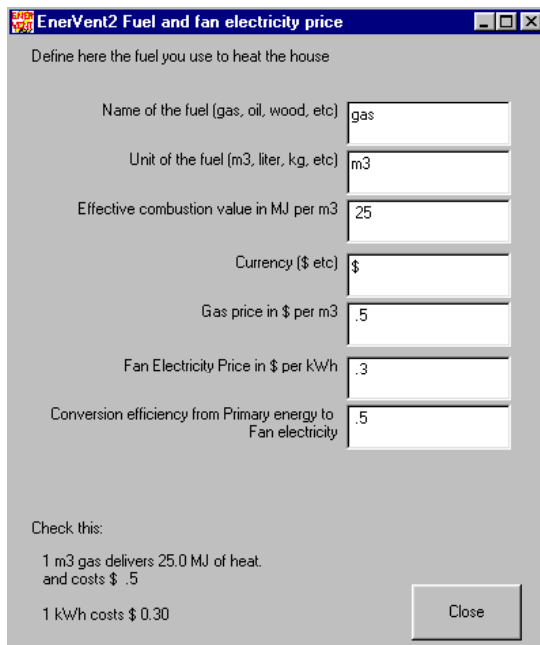 EnerVent2 Fuel and fan electricity price
Define here the fuel you use to heat the house
Name of the fuel (gas, oil, wood, etc)
gas
Unit of the fuel (m3, liter, kg, etc)
m3
Effective combustion value in MJ per m3
25
Currency ($ etc)
$
Gas price in $ per m3
.5
Fan Electricity Price in $ per kWh
.3
Conversion efficiency from Primary energy to
Fan electricity
.5
Check this:
1 m3 gas delivers 25.0 MJ of heat.
and costs $ .5
1 kWh costs $ 0.30
Close